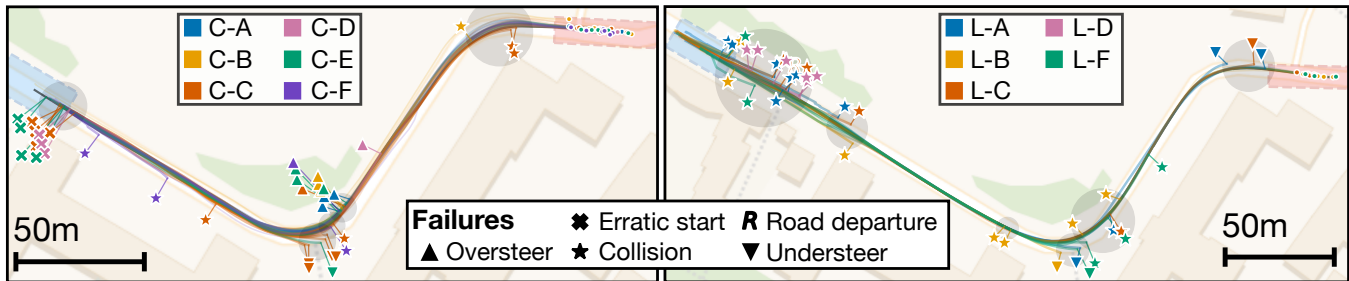 C-A C-D
C-B C-E
C-C C-F
50m
L-A L-D
L-B L-F
L-C
50m
Failures
Erratic start
R Road departure
Oversteer
Collision
Understeer